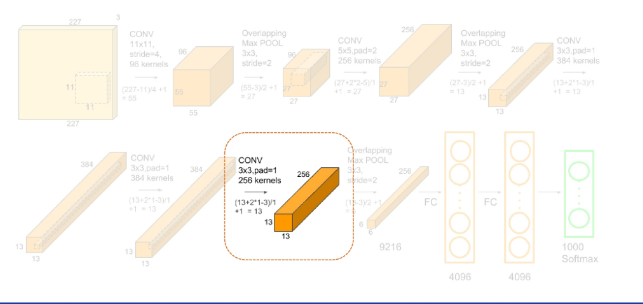 227
3
CONV
11x11,
stride=4,
96 kernels
(227-11)/4 +1
= 55
11
11
227
96
55
55
Overlapping
Max POOL
3x3,
stride=2
(55-3)/2 +1
= 27
96
27
27
CONV
5x5,pad=2
256 kernels
(27+2*2-5)/1
+1 = 27
256
27
27
Overlapping
Max POOL
3x3,
stride=2
(27-3)/2 +1
= 13
256
13
13
CONV
3x3,pad=1
384 kernels
(13+2*1-3)/1
+1 = 13
384
13
13
CONV
3x3,pad=1
384 kernels
(13+2*1-3)/1
+1 = 13
384
13
13
CONV
3x3,pad=1
256 kernels
(13+2*1-3)/1
+1 = 13
256
13
13
Overlapping
Max POOL
3x3,
stride=2
(13-3)/2 +1
= 6
256
6
6
9216
FC
4096
FC
4096
1000
Softmax